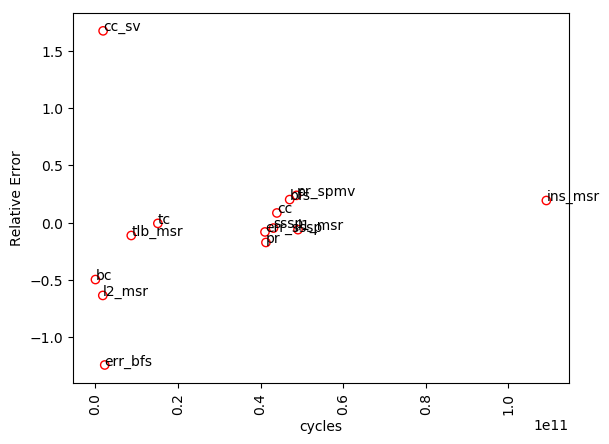 cc_sv
1.5
1.0
0.5
pr_spmv
bfs
ins_msr
cc
0.0
tc
sssp
err_sssp
tlb_msr
pr
−0.5
bc
l2_msr
−1.0
err_bfs
Relative Error
0.0
0.2
0.4
0.6
0.8
1.0
cycles
1e11